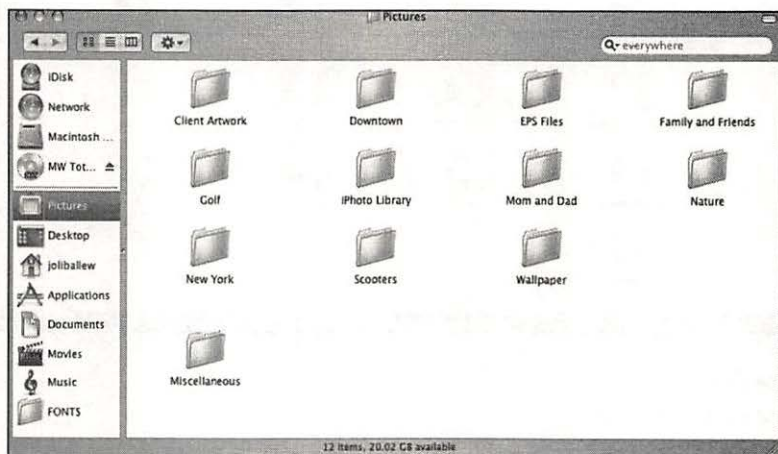 Pictures
everywhere
iDisk
Network
Macintosh ...
MW Tot...
Pictures
Desktop
joliballew
Applications
Documents
Movies
Music
FONTS
Client Artwork
Downtown
EPS Files
Family and Friends
Golf
iPhoto Library
Mom and Dad
Nature
New York
Scooters
Wallpaper
Miscellaneous
12 items, 20.02 GB available